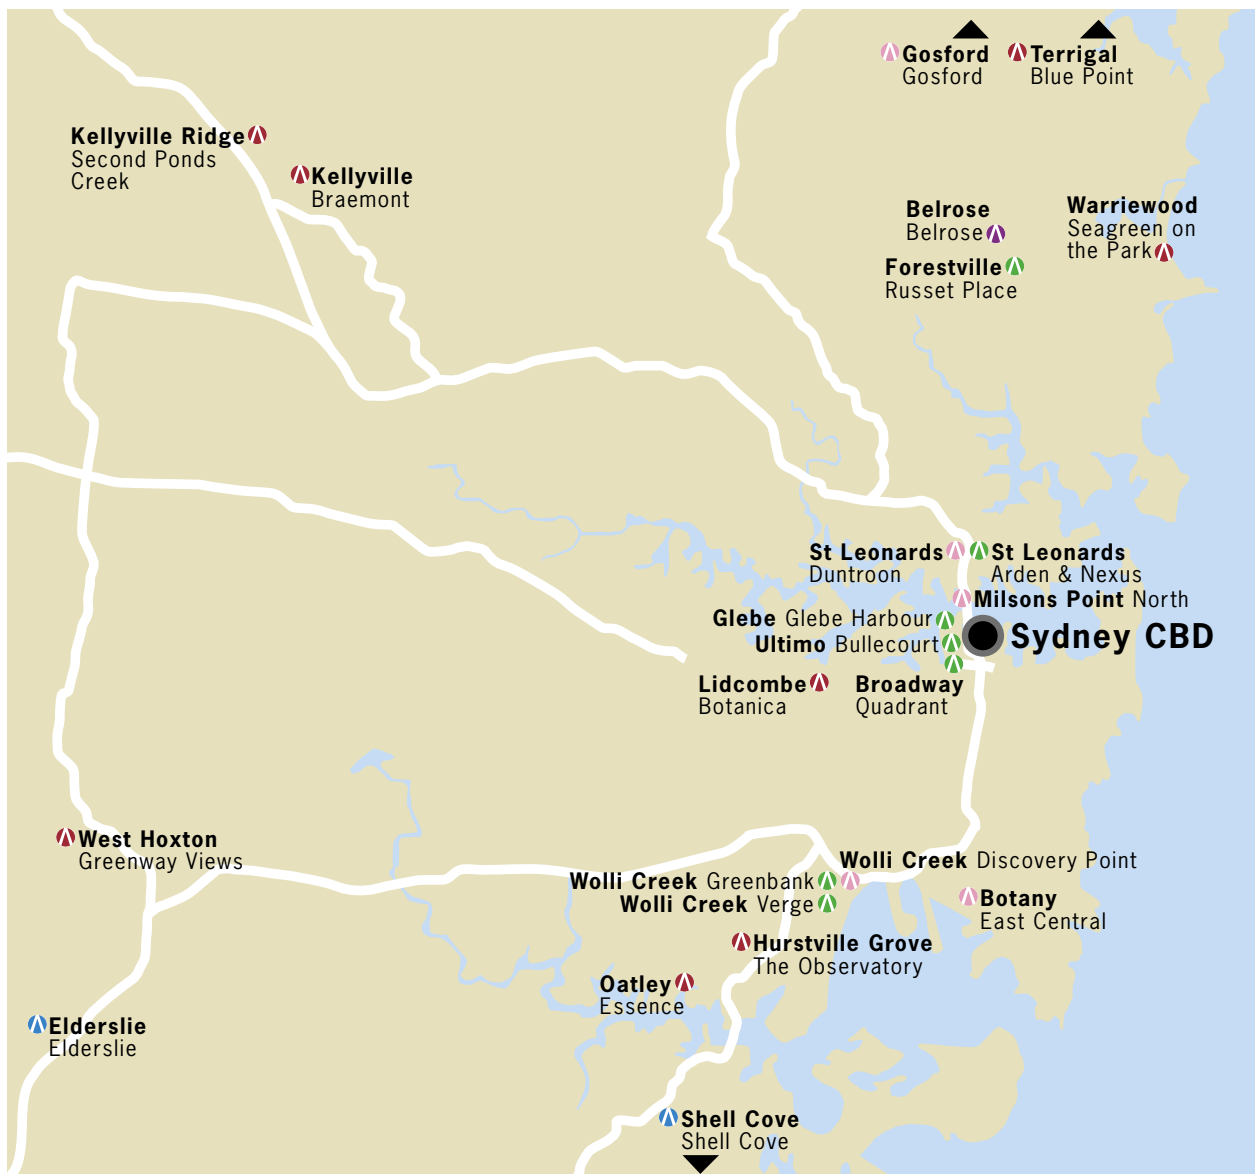 Gosford
Gosford
Terrigal
Blue Point
Kellyville Ridge
Second Ponds
Creek
Kellyville
Braemont
Belrose
Belrose
Warriewood
Seagreen on
the Park
Forestville
Russet Place
St Leonards
Duntroon
St Leonards
Arden & Nexus
Milsons Point North
Glebe Glebe Harbour
Sydney CBD
Ultimo Bullecourt
Lidcombe
Botanica
Broadway
Quadrant
West Hoxton
Greenway Views
Wolli Creek Discovery Point
Wolli Creek Greenbank
Wolli Creek Verge
Botany
East Central
Hurstville Grove
The Observatory
Oatley
Essence
Elderslie
Elderslie
Shell Cove
Shell Cove